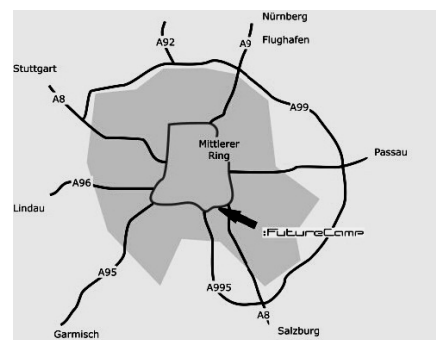 Nürnberg
A92
A9
Flughafen
Stuttgart
A8
A99
Mittlerer
Ring
Passau
A96
Lindau
:FutureCamp
A95
A995
A8
Garmisch
Salzburg